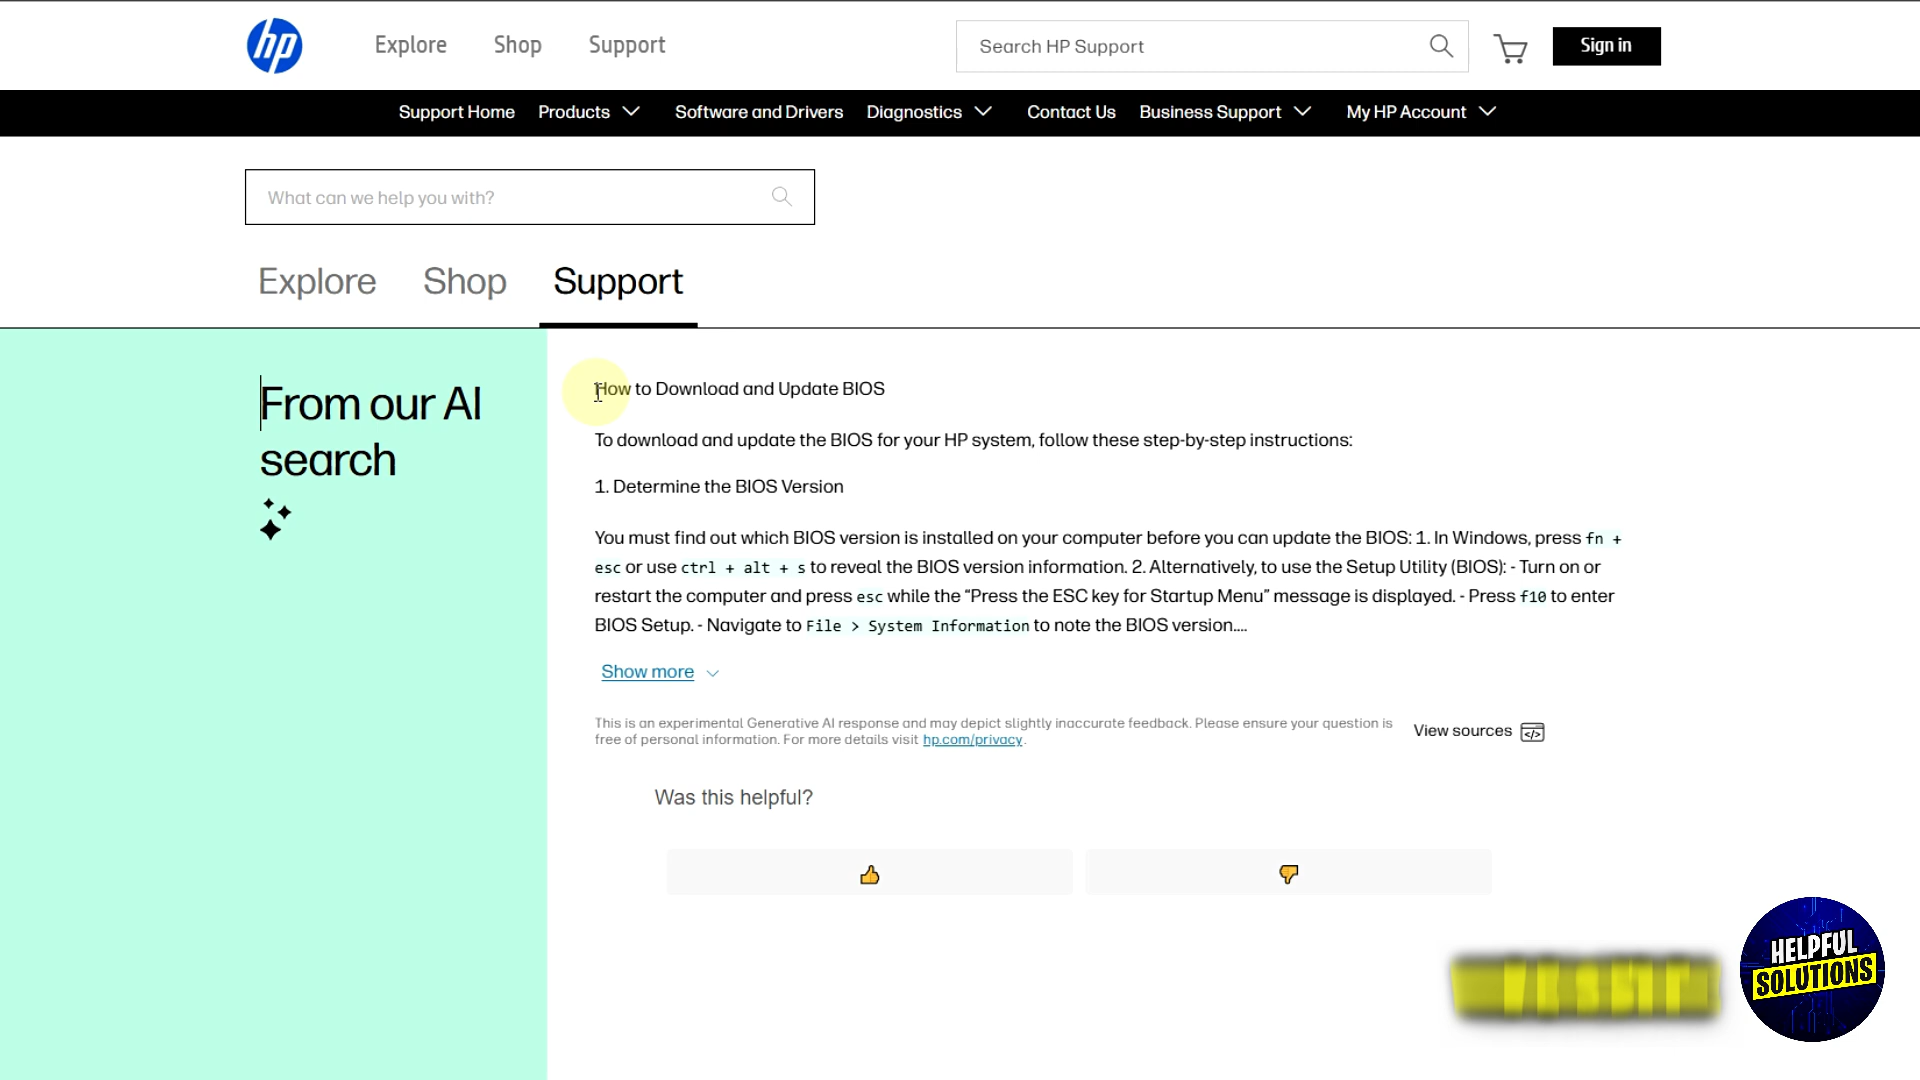 hp
Explore Shop Support
Search HP Support
Sign in
Support Home Products Software and Drivers Diagnostics Contact Us Business Support My HP Account
What can we help you with?
Explore Shop Support
From our AI
search
How to Download and Update BIOS
To download and update the BIOS for your HP system, follow these step-by-step instructions:
1. Determine the BIOS Version
You must find out which BIOS version is installed on your computer before you can update the BIOS: 1. In Windows, press fn +
esc or use ctrl + alt + s to reveal the BIOS version information. 2. Alternatively, to use the Setup Utility (BIOS): - Turn on or
restart the computer and press esc while the “Press the ESC key for Startup Menu” message is displayed. - Press f10 to enter
BIOS Setup. - Navigate to File > System Information to note the BIOS version....
Show more
This is an experimental Generative AI response and may depict slightly inaccurate feedback. Please ensure your question is
free of personal information. For more details visit hp.com/privacy.
View sources </>
Was this helpful?
HELPFUL
SOLUTIONS